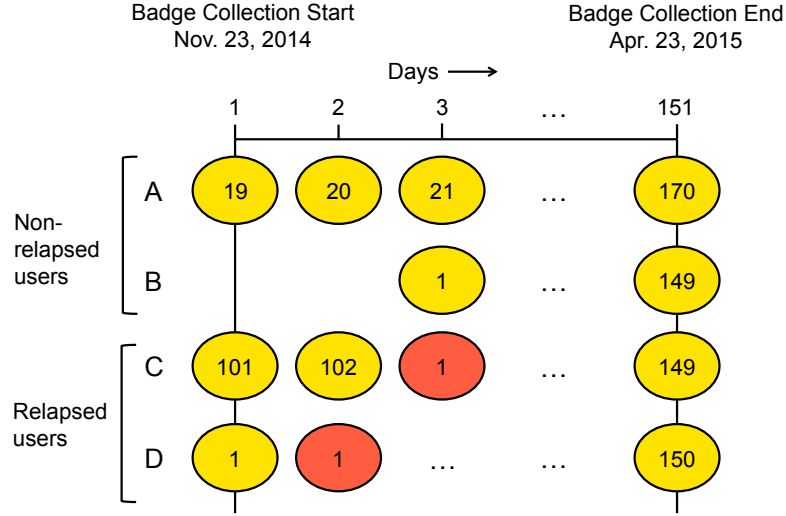 Badge Collection Start
Nov. 23, 2014
Badge Collection End
Apr. 23, 2015
Days
1 2 3 ... 151
Non-
relapsed
users
A 19 20 21 ... 170
B 1 ... 149
Relapsed
users
C 101 102 1 ... 149
D 1 1 ... ... 150